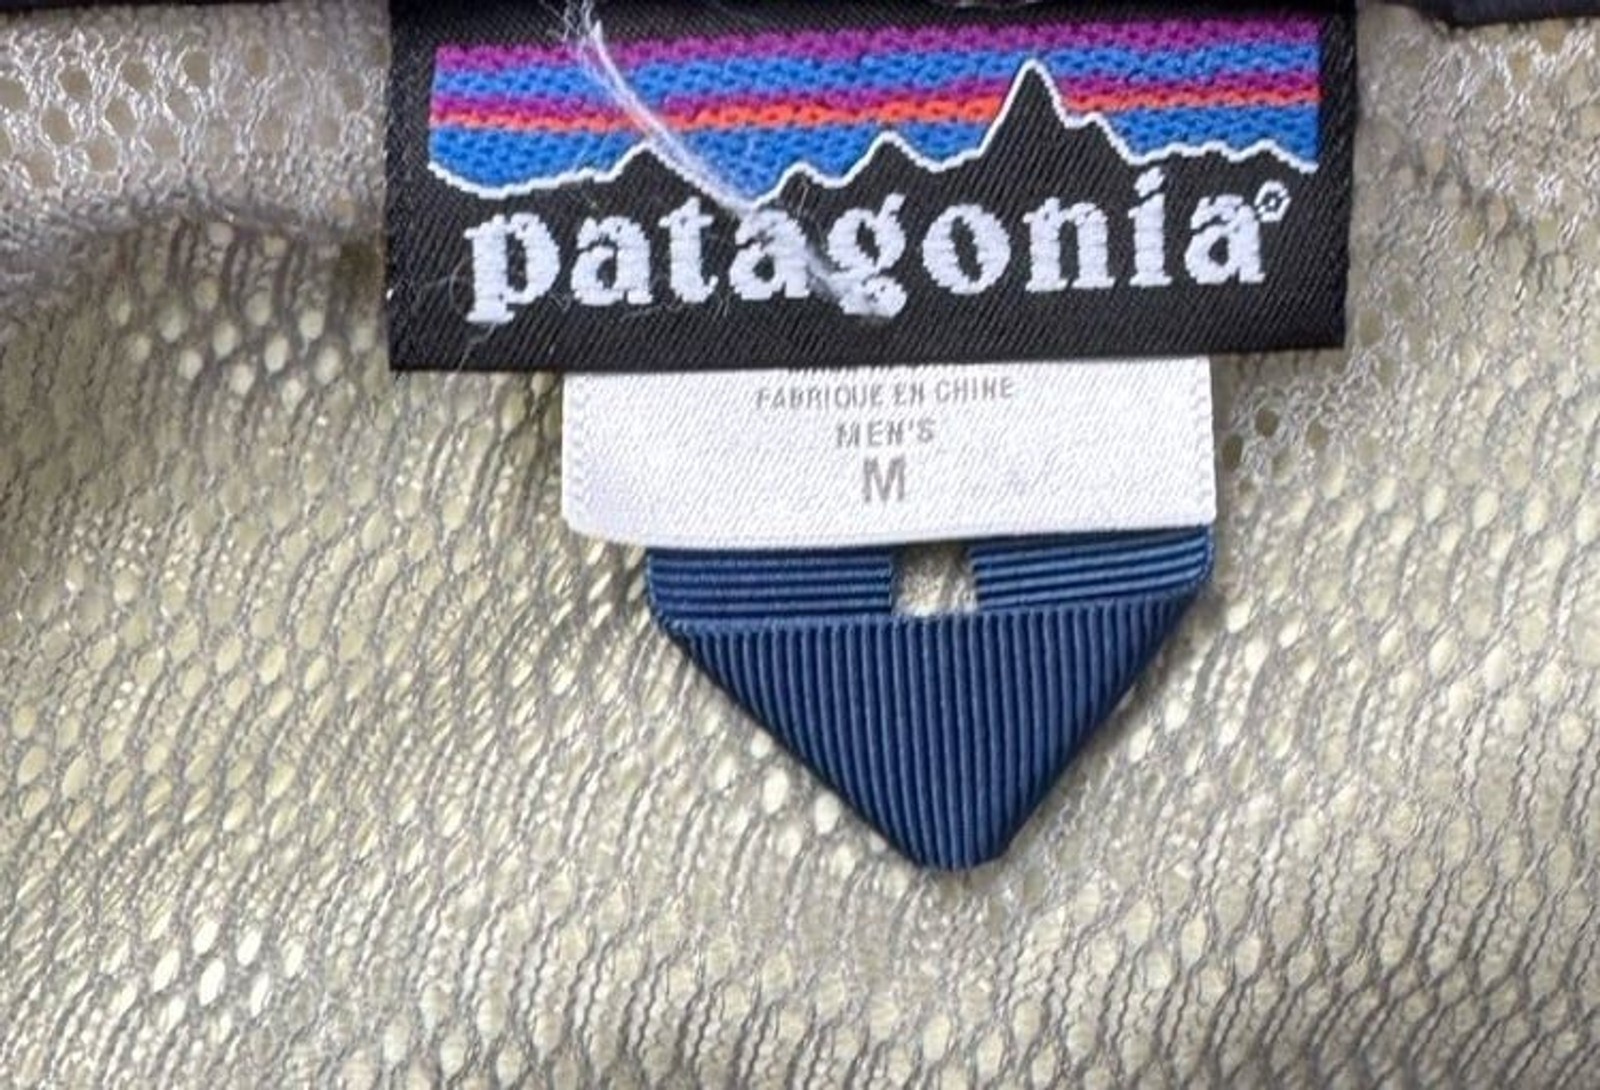 patagonia®
FABRIQUE EN CHINE
MEN'S
M